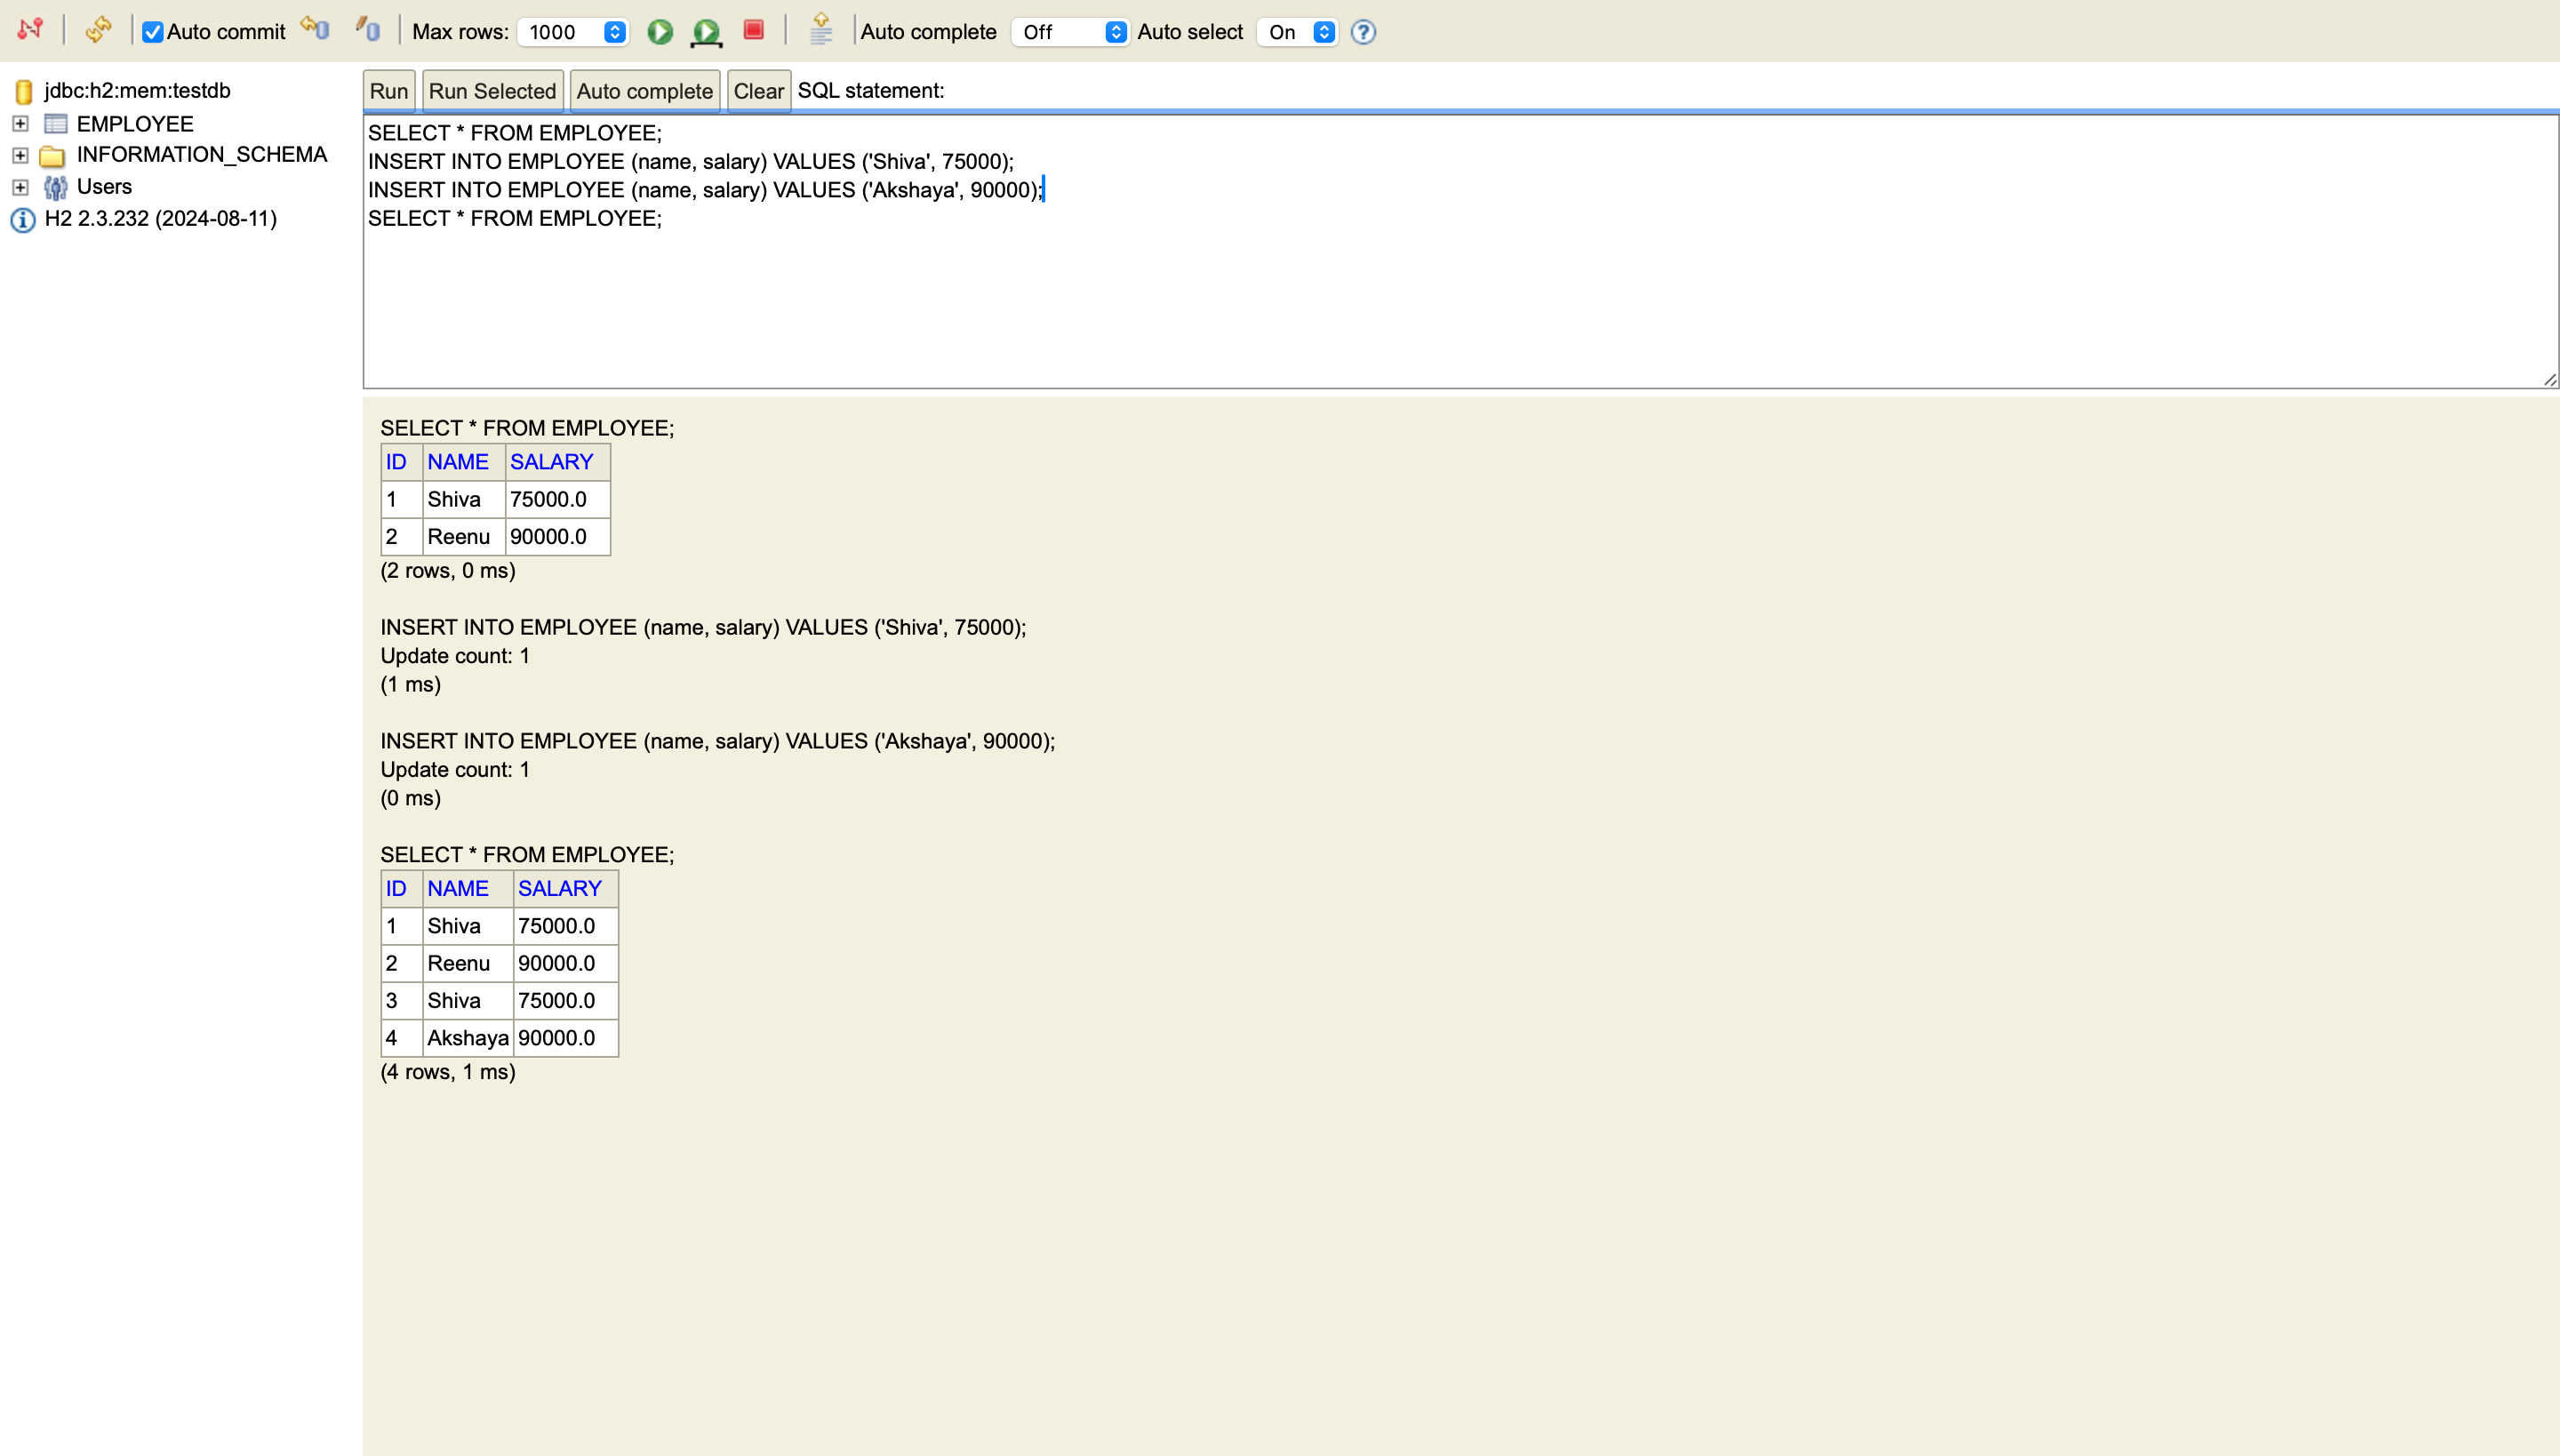 Auto commit Max rows: 1000 Auto complete Off Auto select On ?
jdbc:h2:mem:testdb
EMPLOYEE
INFORMATION_SCHEMA
Users
H2 2.3.232 (2024-08-11)
Run Run Selected Auto complete Clear SQL statement:
SELECT * FROM EMPLOYEE;
INSERT INTO EMPLOYEE (name, salary) VALUES ('Shiva', 75000);
INSERT INTO EMPLOYEE (name, salary) VALUES ('Akshaya', 90000);
SELECT * FROM EMPLOYEE;
SELECT * FROM EMPLOYEE;
ID NAME SALARY
1 Shiva 75000.0
2 Reenu 90000.0
(2 rows, 0 ms)
INSERT INTO EMPLOYEE (name, salary) VALUES ('Shiva', 75000);
Update count: 1
(1 ms)
INSERT INTO EMPLOYEE (name, salary) VALUES ('Akshaya', 90000);
Update count: 1
(0 ms)
SELECT * FROM EMPLOYEE;
ID NAME SALARY
1 Shiva 75000.0
2 Reenu 90000.0
3 Shiva 75000.0
4 Akshaya 90000.0
(4 rows, 1 ms)